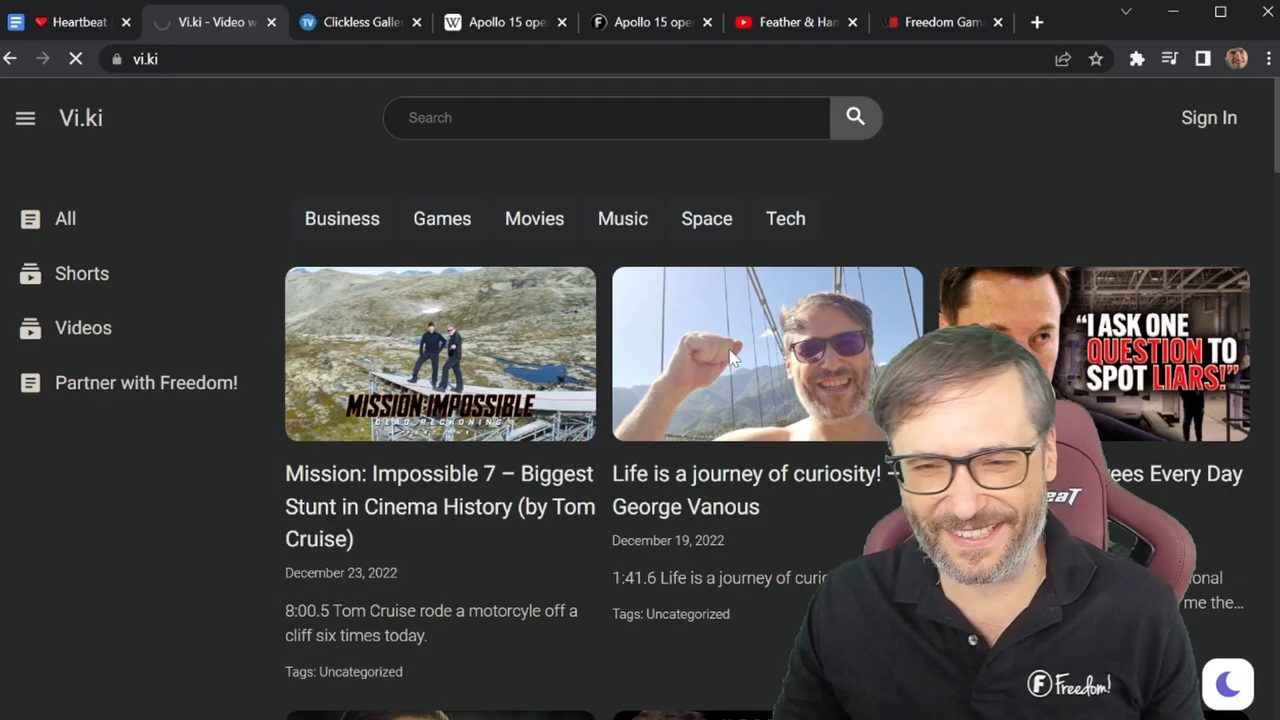 Heartbeat
Vi.ki - Video w
Clickless Galle
Apollo 15 ope
Apollo 15 ope
Feather & Han
Freedom Gam
vi.ki
Vi.ki
Search
Sign In
All
Shorts
Videos
Partner with Freedom!
Business
Games
Movies
Music
Space
Tech
MISSION:IMPOSSIBLE
DEAD RECKONING
Mission: Impossible 7 – Biggest
Stunt in Cinema History (by Tom
Cruise)
December 23, 2022
8:00.5 Tom Cruise rode a motorcyle off a
cliff six times today.
Tags: Uncategorized
Life is a journey of curiosity! –
George Vanous
December 19, 2022
1:41.6 Life is a journey of curio
Tags: Uncategorized
“I ASK ONE
QUESTION TO
SPOT LIARS!”
ees Every Day
onal
me the...
Freedom!